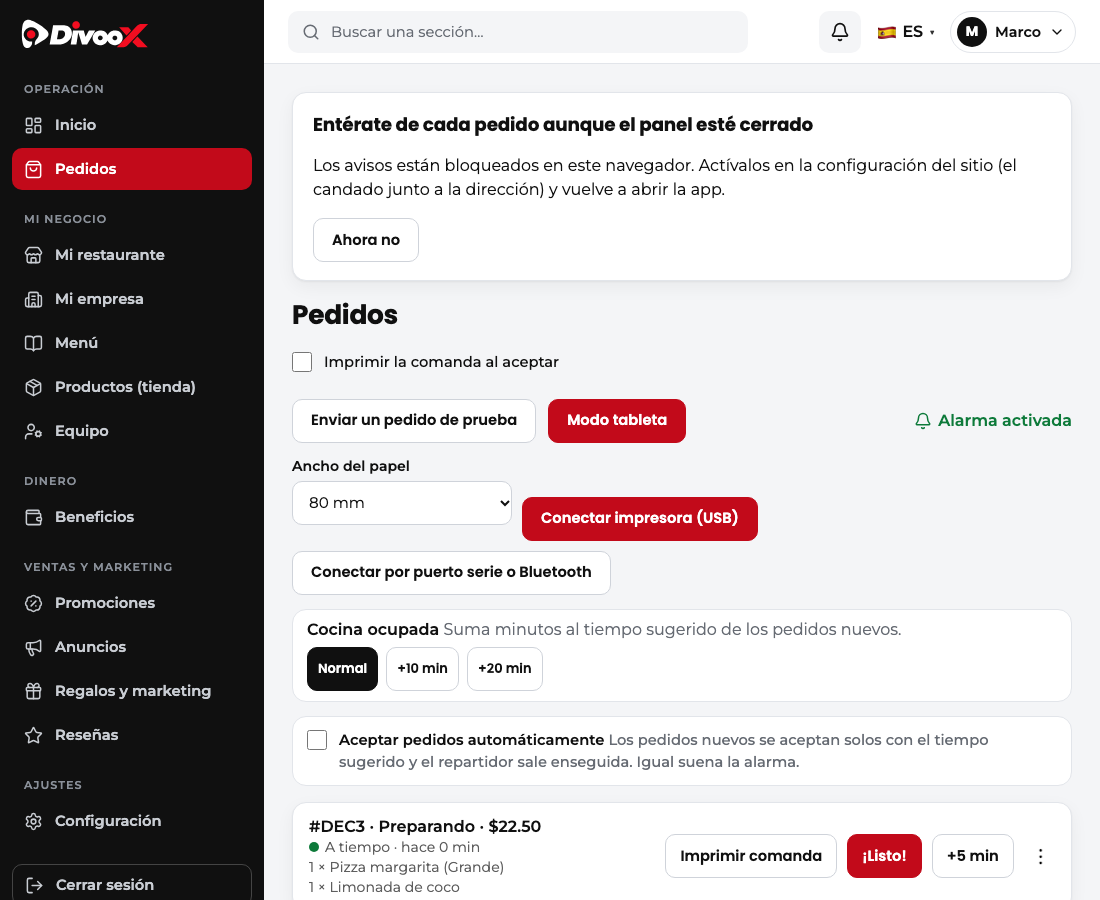 DivooX
Buscar una sección...
ES
M
Marco
OPERACIÓN
Inicio
Pedidos
MI NEGOCIO
Mi restaurante
Mi empresa
Menú
Productos (tienda)
Equipo
DINERO
Beneficios
VENTAS Y MARKETING
Promociones
Anuncios
Regalos y marketing
Reseñas
AJUSTES
Configuración
Cerrar sesión
Entérate de cada pedido aunque el panel esté cerrado
Los avisos están bloqueados en este navegador. Actívalos en la configuración del sitio (el
candado junto a la dirección) y vuelve a abrir la app.
Ahora no
Pedidos
Imprimir la comanda al aceptar
Enviar un pedido de prueba
Modo tableta
Alarma activada
Ancho del papel
80 mm
Conectar impresora (USB)
Conectar por puerto serie o Bluetooth
Cocina ocupada Suma minutos al tiempo sugerido de los pedidos nuevos.
Normal
+10 min
+20 min
Aceptar pedidos automáticamente Los pedidos nuevos se aceptan solos con el tiempo
sugerido y el repartidor sale enseguida. Igual suena la alarma.
#DEC3 · Preparando · $22.50
A tiempo · hace 0 min
1 × Pizza margarita (Grande)
1 × Limonada de coco
Imprimir comanda
¡Listo!
+5 min